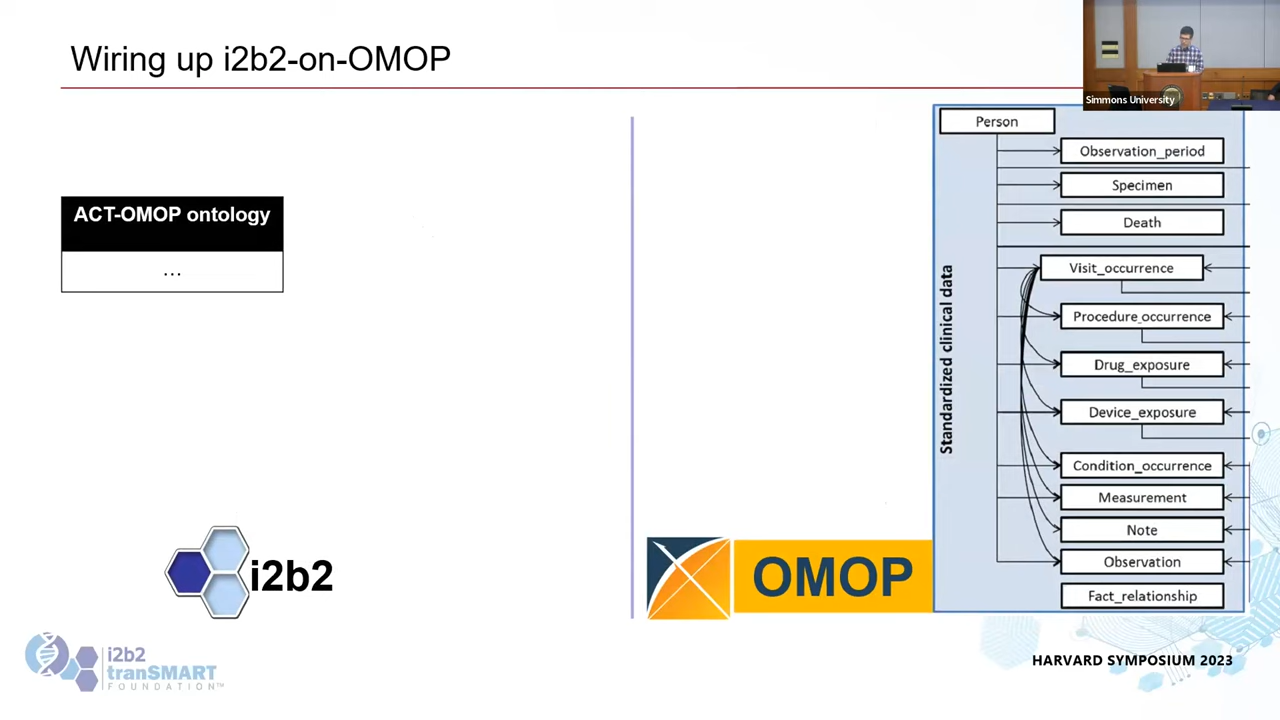 Wiring up i2b2-on-OMOP
Simmons University
ACT-OMOP ontology
...
i2b2
OMOP
Standardized clinical data
Person
Observation_period
Specimen
Death
Visit_occurrence
Procedure_occurrence
Drug_exposure
Device_exposure
Condition_occurrence
Measurement
Note
Observation
Fact_relationship
i2b2
tranSMART
FOUNDATION™
HARVARD SYMPOSIUM 2023